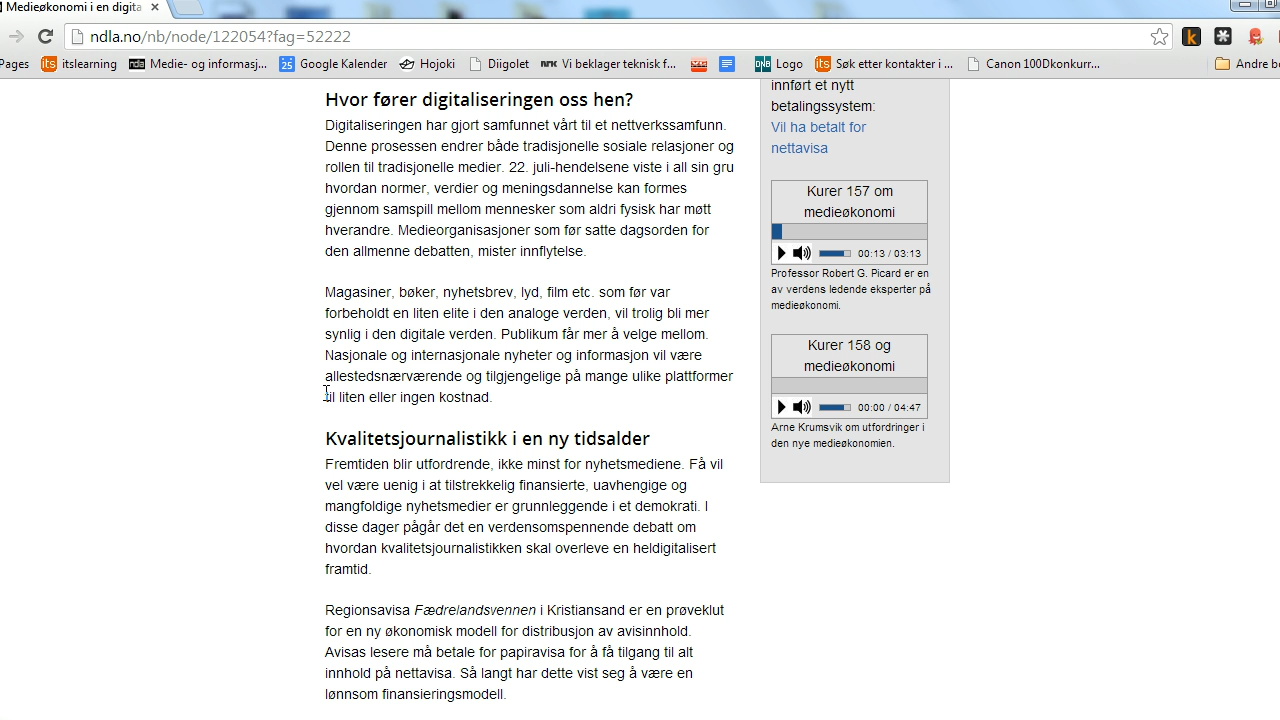 Medieøkonomi i en digita
ndla.no/nb/node/122054?fag=52222
Pages
itslearning
Medie- og informasj...
Google Kalender
Hojoki
Diigolet
Vi beklager teknisk f...
Logo
Søk etter kontakter i ...
Canon 100Dkonkurr...
Andre b
Hvor fører digitaliseringen oss hen?
Digitaliseringen har gjort samfunnet vårt til et nettverkssamfunn.
Denne prosessen endrer både tradisjonelle sosiale relasjoner og
rollen til tradisjonelle medier. 22. juli-hendelsene viste i all sin gru
hvordan normer, verdier og meningsdannelse kan formes
gjennom samspill mellom mennesker som aldri fysisk har møtt
hverandre. Medieorganisasjoner som før satte dagsorden for
den allmenne debatten, mister innflytelse.
Magasiner, bøker, nyhetsbrev, lyd, film etc. som før var
forbeholdt en liten elite i den analoge verden, vil trolig bli mer
synlig i den digitale verden. Publikum får mer å velge mellom.
Nasjonale og internasjonale nyheter og informasjon vil være
allestedsnærværende og tilgjengelige på mange ulike plattformer
til liten eller ingen kostnad.
Kvalitetsjournalistikk i en ny tidsalder
Fremtiden blir utfordrende, ikke minst for nyhetsmediene. Få vil
vel være uenig i at tilstrekkelig finansierte, uavhengige og
mangfoldige nyhetsmedier er grunnleggende i et demokrati. I
disse dager pågår det en verdensomspennende debatt om
hvordan kvalitetsjournalistikken skal overleve en heldigitalisert
framtid.
Regionsavisa Fædrelandsvennen i Kristiansand er en prøveklut
for en ny økonomisk modell for distribusjon av avisinnhold.
Avisas lesere må betale for papiravisa for å få tilgang til alt
innhold på nettavisa. Så langt har dette vist seg å være en
lønnsom finansieringsmodell.
innført et nytt
betalingssystem:
Vil ha betalt for
nettavisa
Kurer 157 om
medieøkonomi
00:13 / 03:13
Professor Robert G. Picard er en
av verdens ledende eksperter på
medieøkonomi.
Kurer 158 og
medieøkonomi
00:00 / 04:47
Arne Krumsvik om utfordringer i
den nye medieøkonomien.